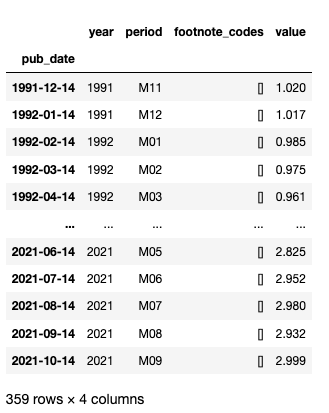 year period footnote_codes value
pub_date
1991-12-14 1991 M11 [] 1.020
1992-01-14 1991 M12 [] 1.017
1992-02-14 1992 M01 [] 0.985
1992-03-14 1992 M02 [] 0.975
1992-04-14 1992 M03 [] 0.961
... ... ... ... ...
2021-06-14 2021 M05 [] 2.825
2021-07-14 2021 M06 [] 2.952
2021-08-14 2021 M07 [] 2.980
2021-09-14 2021 M08 [] 2.932
2021-10-14 2021 M09 [] 2.999
359 rows × 4 columns